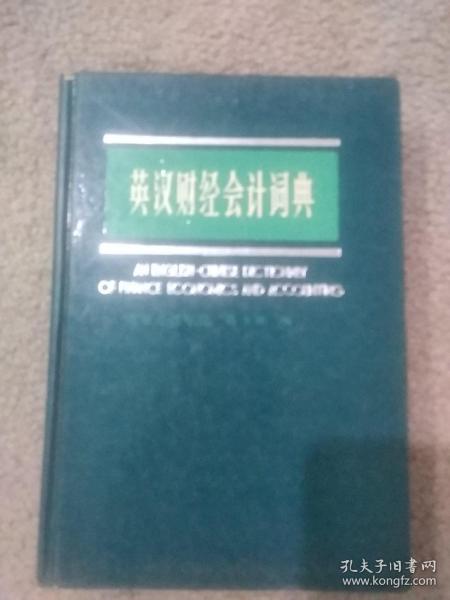 英汉财经会计词典
AN ENGLISH-CHINESE DICTIONARY
OF FINANCE ECONOMICS AND ACCOUNTING
孔夫子旧书网
www.kongfz.com